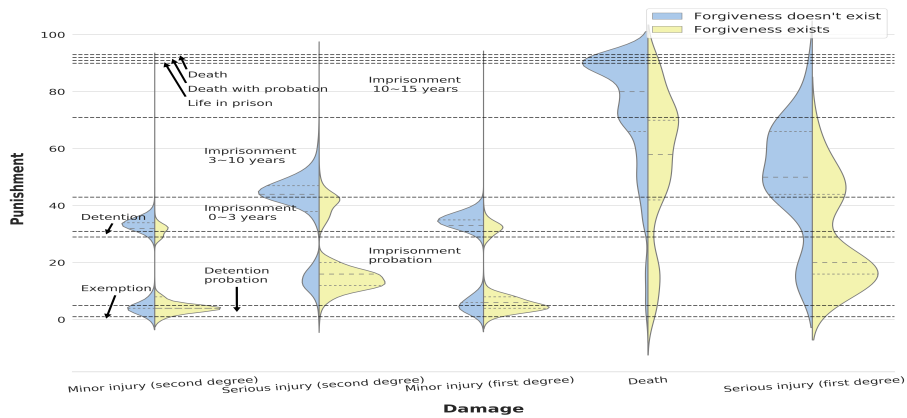 Forgiveness doesn't exist
Forgiveness exists
100
80
60
40
20
0
Punishment
Death
Death with probation
Life in prison
Imprisonment
10~15 years
Imprisonment
3~10 years
Imprisonment
0~3 years
Detention
Imprisonment
probation
Detention
probation
Exemption
Minor injury (second degree)
Serious injury (second degree)
Minor injury (first degree)
Death
Serious injury (first degree)
Damage